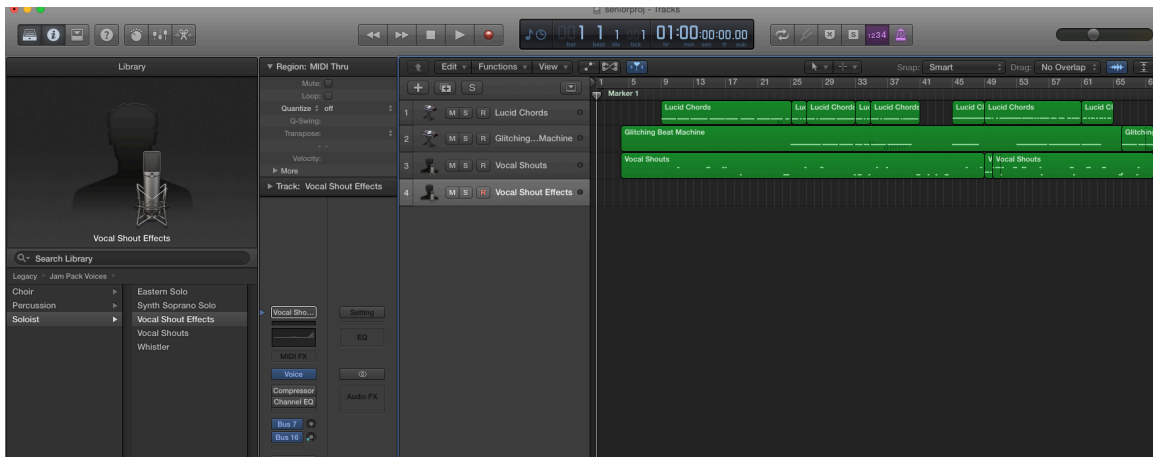 seniorproj - Tracks
1 1 1 1 01:00:00:00.00
bar beat div tick hr min sec fr sub
1234
Library
Region: MIDI Thru
Edit Functions View
Snap: Smart
Drag: No Overlap
Mute:
Loop:
Quantize off
Q-Swing:
Transpose:
Velocity:
More
Track: Vocal Shout Effects
S
1 5 9 13 17 21 25 29 33 37 41 45 49 53 57 61 65
Marker 1
1 M S R Lucid Chords
Lucid Chords Lu Lucid Chords Lu Lucid Chords Lucid C Lucid Chords Lucid C
2 M S R Glitching...Machine
Glitching Beat Machine Glitching
3 M S R Vocal Shouts
Vocal Shouts V Vocal Shouts
4 M S R Vocal Shout Effects
Vocal Shout Effects
Search Library
Legacy Jam Pack Voices
Choir
Percussion
Soloist
Eastern Solo
Synth Soprano Solo
Vocal Shout Effects
Vocal Shouts
Whistler
Vocal Sho... Setting
EQ
MIDI FX
Voice
Compressor
Channel EQ
Audio FX
Bus 7
Bus 16